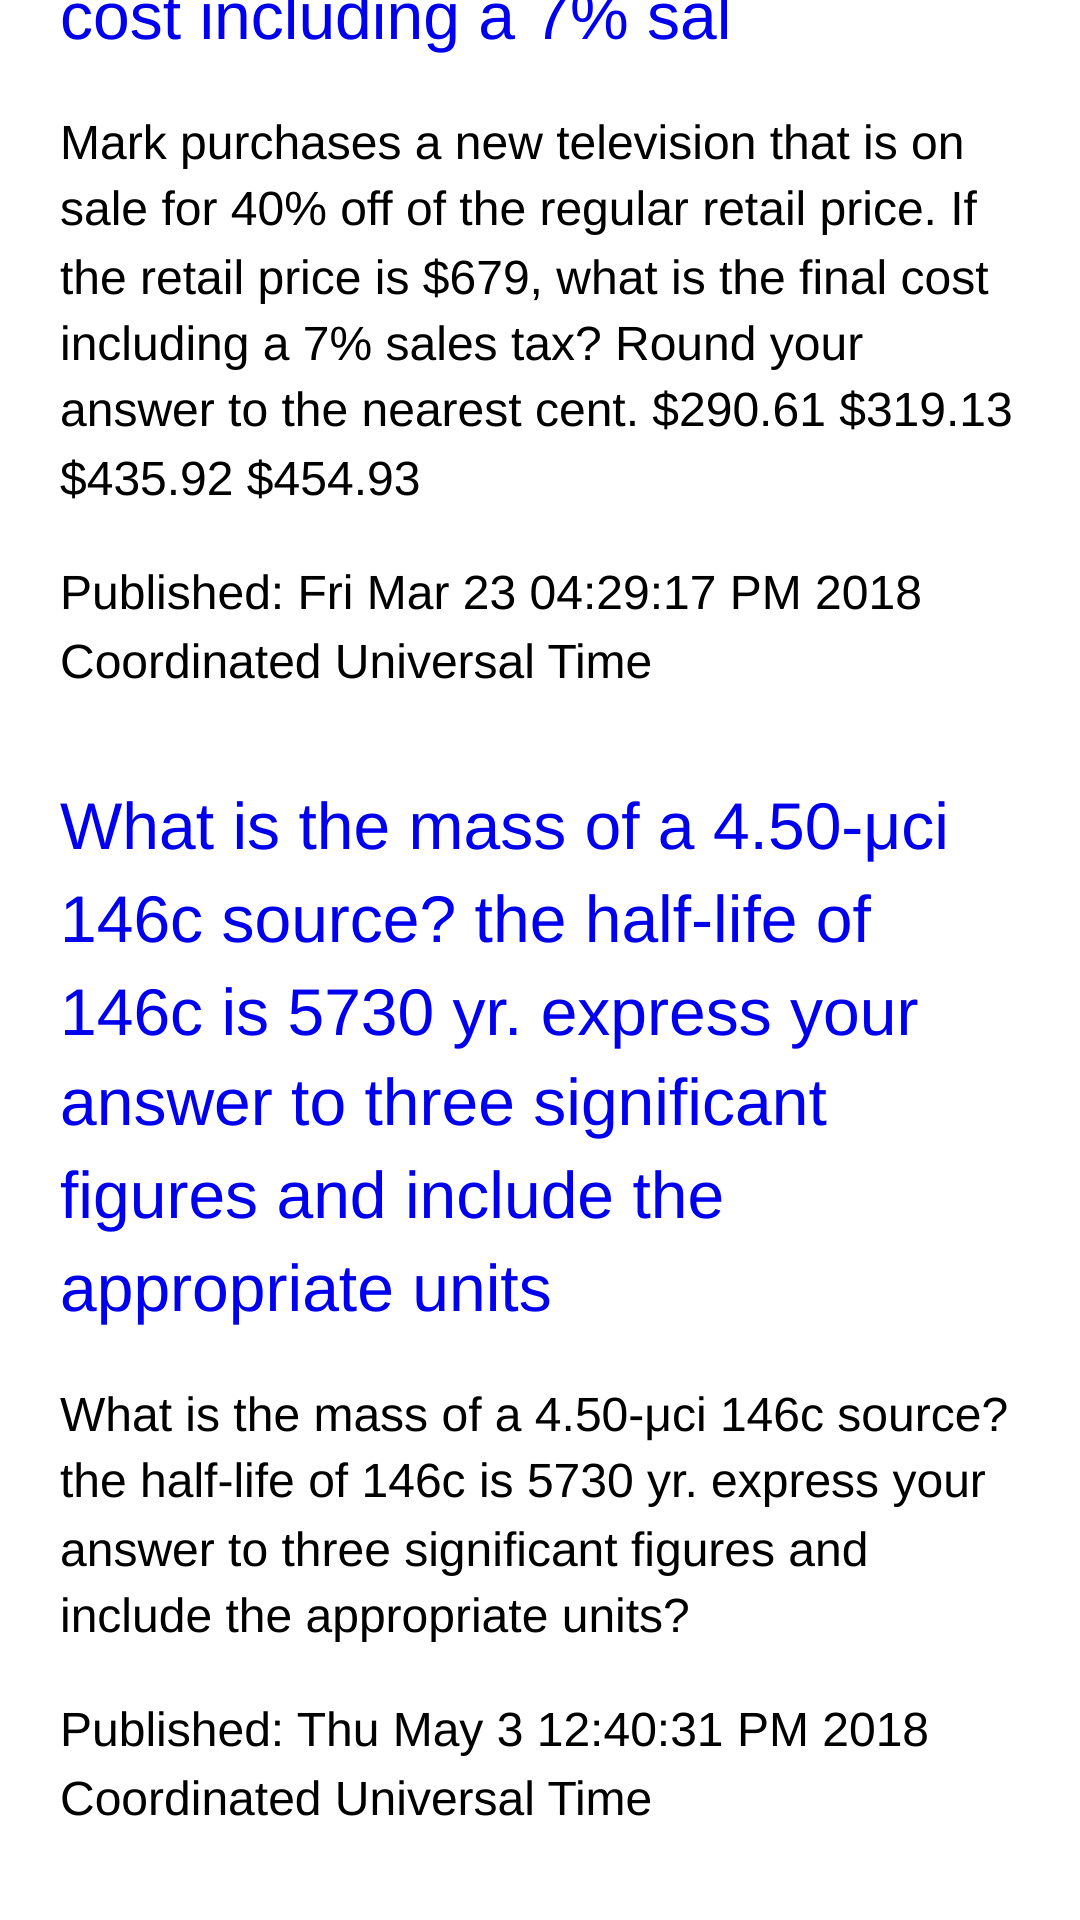 cost including a 7% sal
Mark purchases a new television that is on
sale for 40% off of the regular retail price. If
the retail price is $679, what is the final cost
including a 7% sales tax? Round your
answer to the nearest cent. $290.61 $319.13
$435.92 $454.93
Published: Fri Mar 23 04:29:17 PM 2018
Coordinated Universal Time
What is the mass of a 4.50-μci
146c source? the half-life of
146c is 5730 yr. express your
answer to three significant
figures and include the
appropriate units
What is the mass of a 4.50-μci 146c source?
the half-life of 146c is 5730 yr. express your
answer to three significant figures and
include the appropriate units?
Published: Thu May 3 12:40:31 PM 2018
Coordinated Universal Time